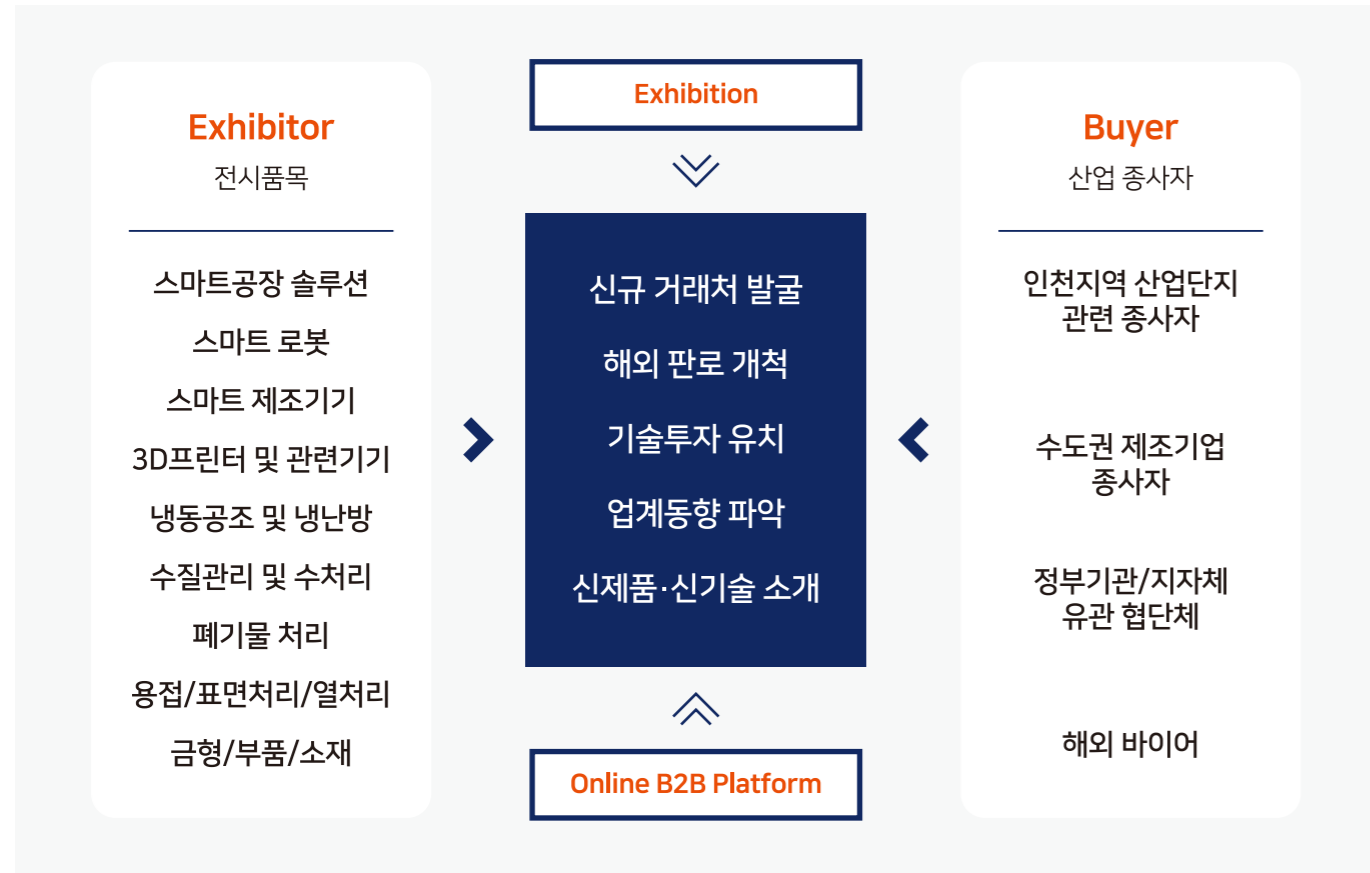 Exhibitor
전시품목
스마트공장 솔루션
스마트 로봇
스마트 제조기기
3D프린터 및 관련기기
냉동공조 및 냉난방
수질관리 및 수처리
폐기물 처리
용접/표면처리/열처리
금형/부품/소재
Exhibition
신규 거래처 발굴
해외 판로 개척
기술투자 유치
업계동향 파악
신제품·신기술 소개
Online B2B Platform
Buyer
산업 종사자
인천지역 산업단지
관련 종사자
수도권 제조기업
종사자
정부기관/지자체
유관 협단체
해외 바이어